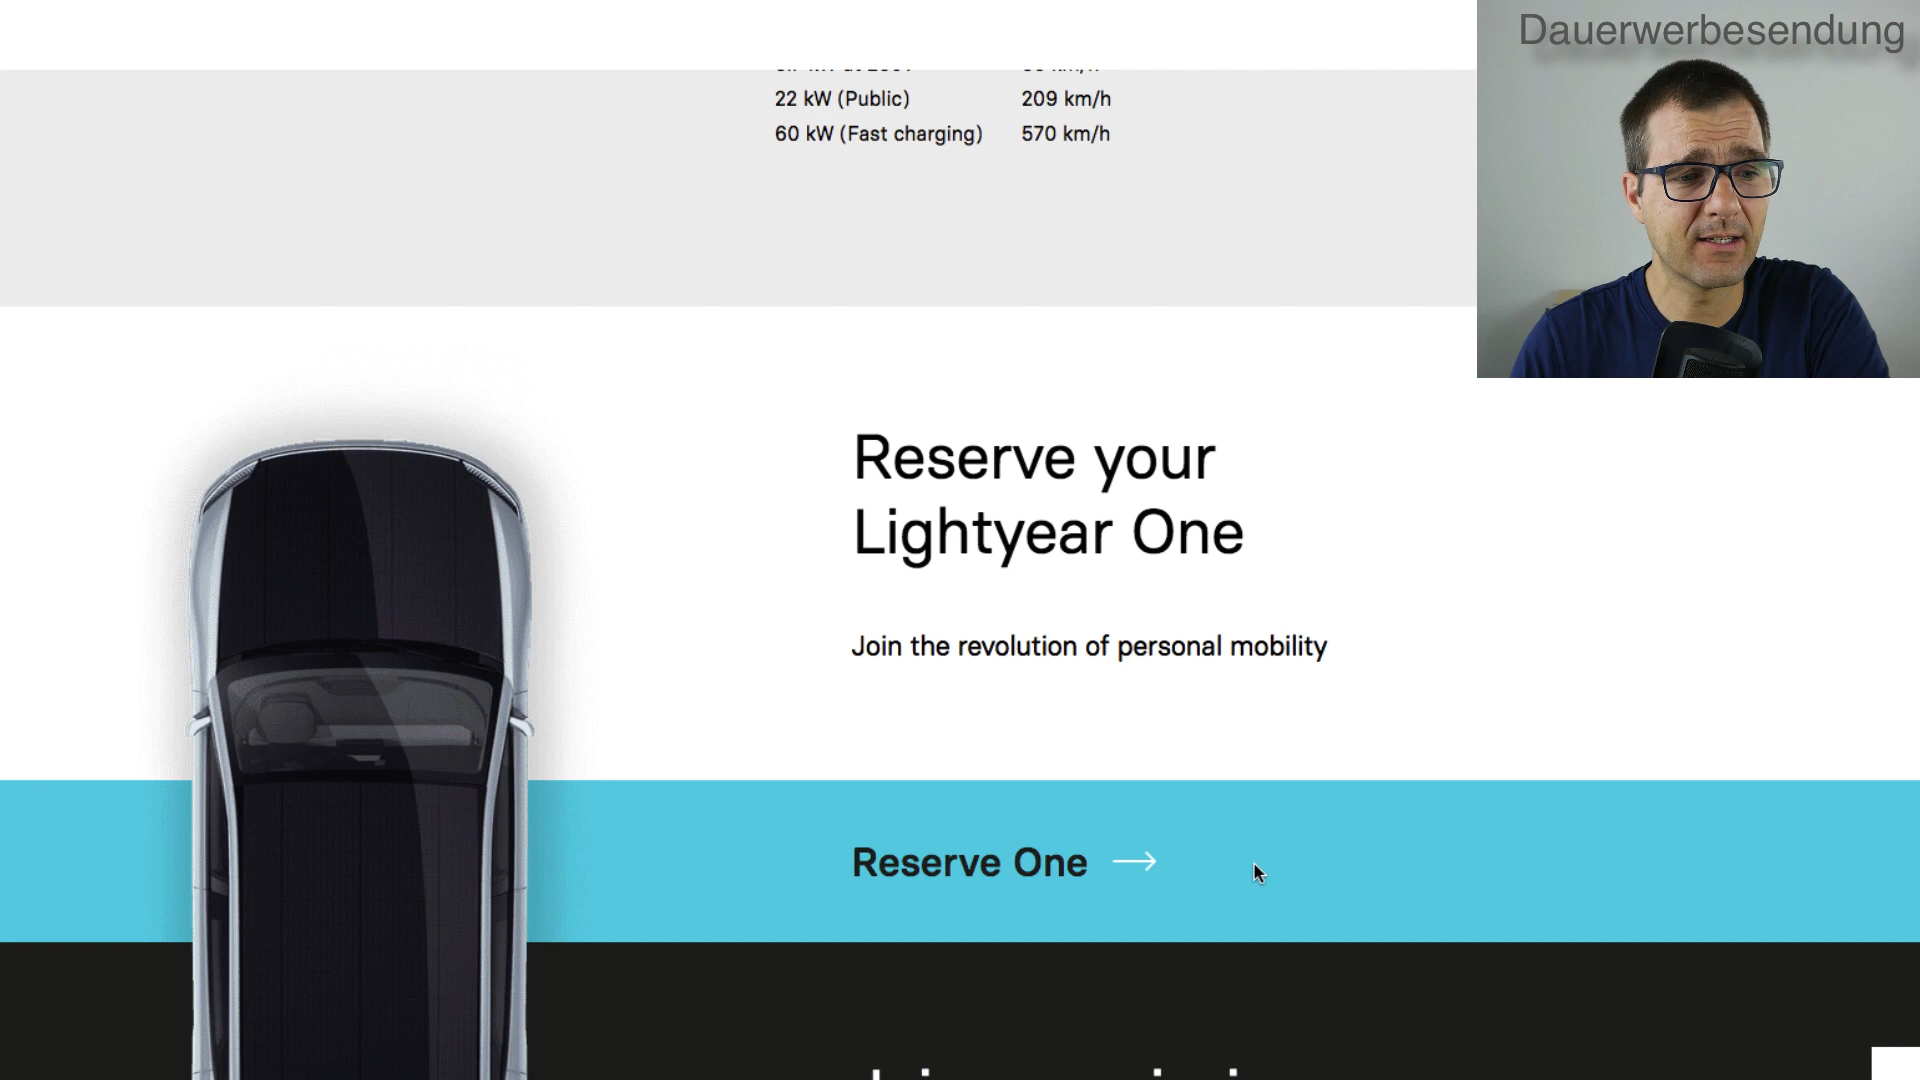 Dauerwerbesendung
22 kW (Public) 209 km/h
60 kW (Fast charging) 570 km/h
Reserve your
Lightyear One
Join the revolution of personal mobility
Reserve One